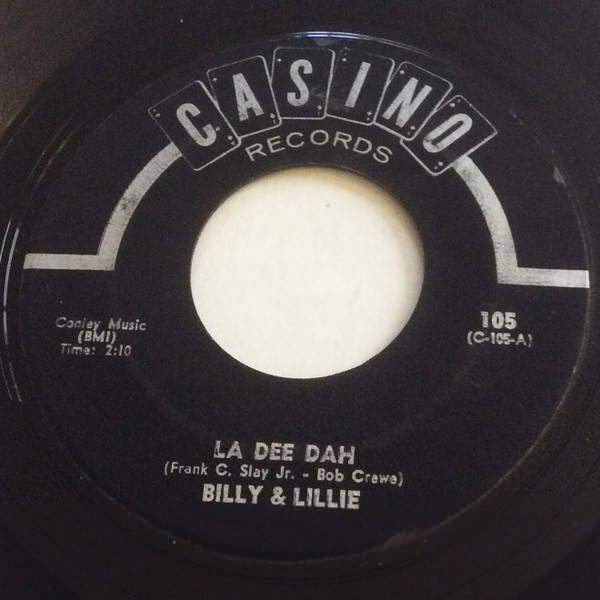 CASINO
RECORDS
Conley Music
(BMI)
Time: 2:10
105
(C-105-A)
LA DEE DAH
(Frank C. Slay Jr. - Bob Crewe)
BILLY & LILLIE